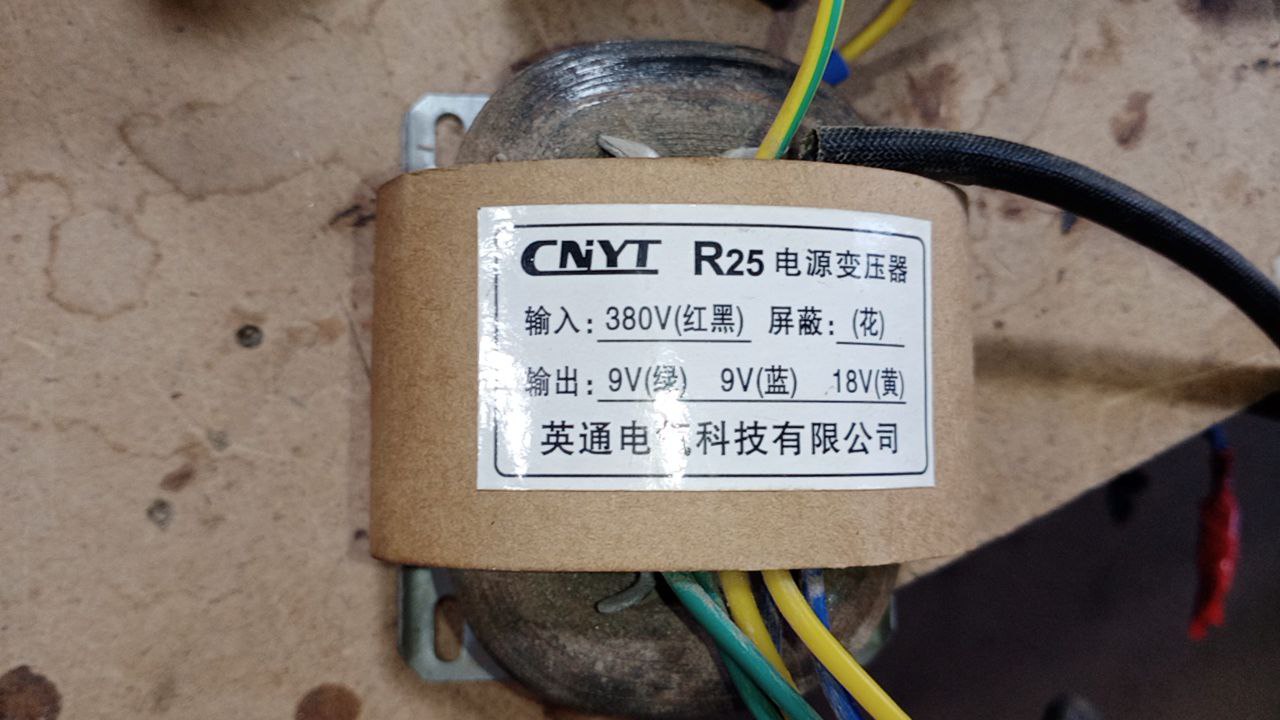 CNYT R25 电源变压器
输入: 380V(红黑) 屏蔽: (花)
输出: 9V(绿) 9V(蓝) 18V(黄)
英通电气科技有限公司